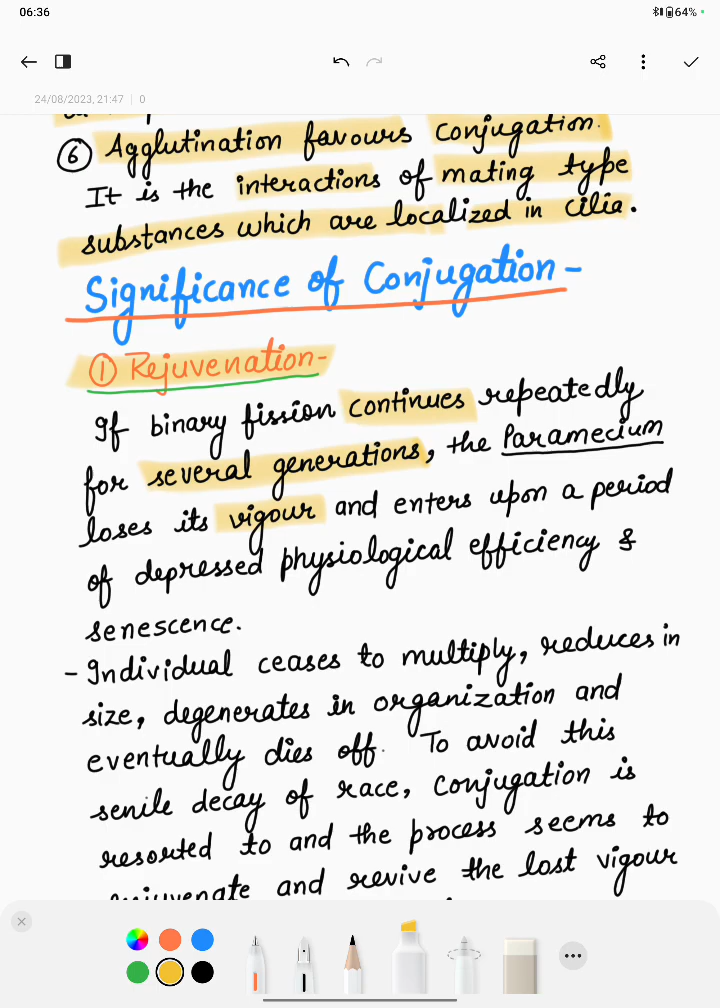 06:36
64%
24/08/2023, 21:47 | 0
⑥ Agglutination favours conjugation.
It is the interactions of mating type
substances which are localized in cilia.
Significance of Conjugation-
① Rejuvenation-
If binary fission continues repeatedly
for several generations, the Paramecium
loses its vigour and enters upon a period
of depressed physiological efficiency &
senescence.
- Individual ceases to multiply, reduces in
size, degenerates in organization and
eventually dies off. To avoid this
senile decay of race, conjugation is
resorted to and the process seems to
rejuvenate and revive the lost vigour